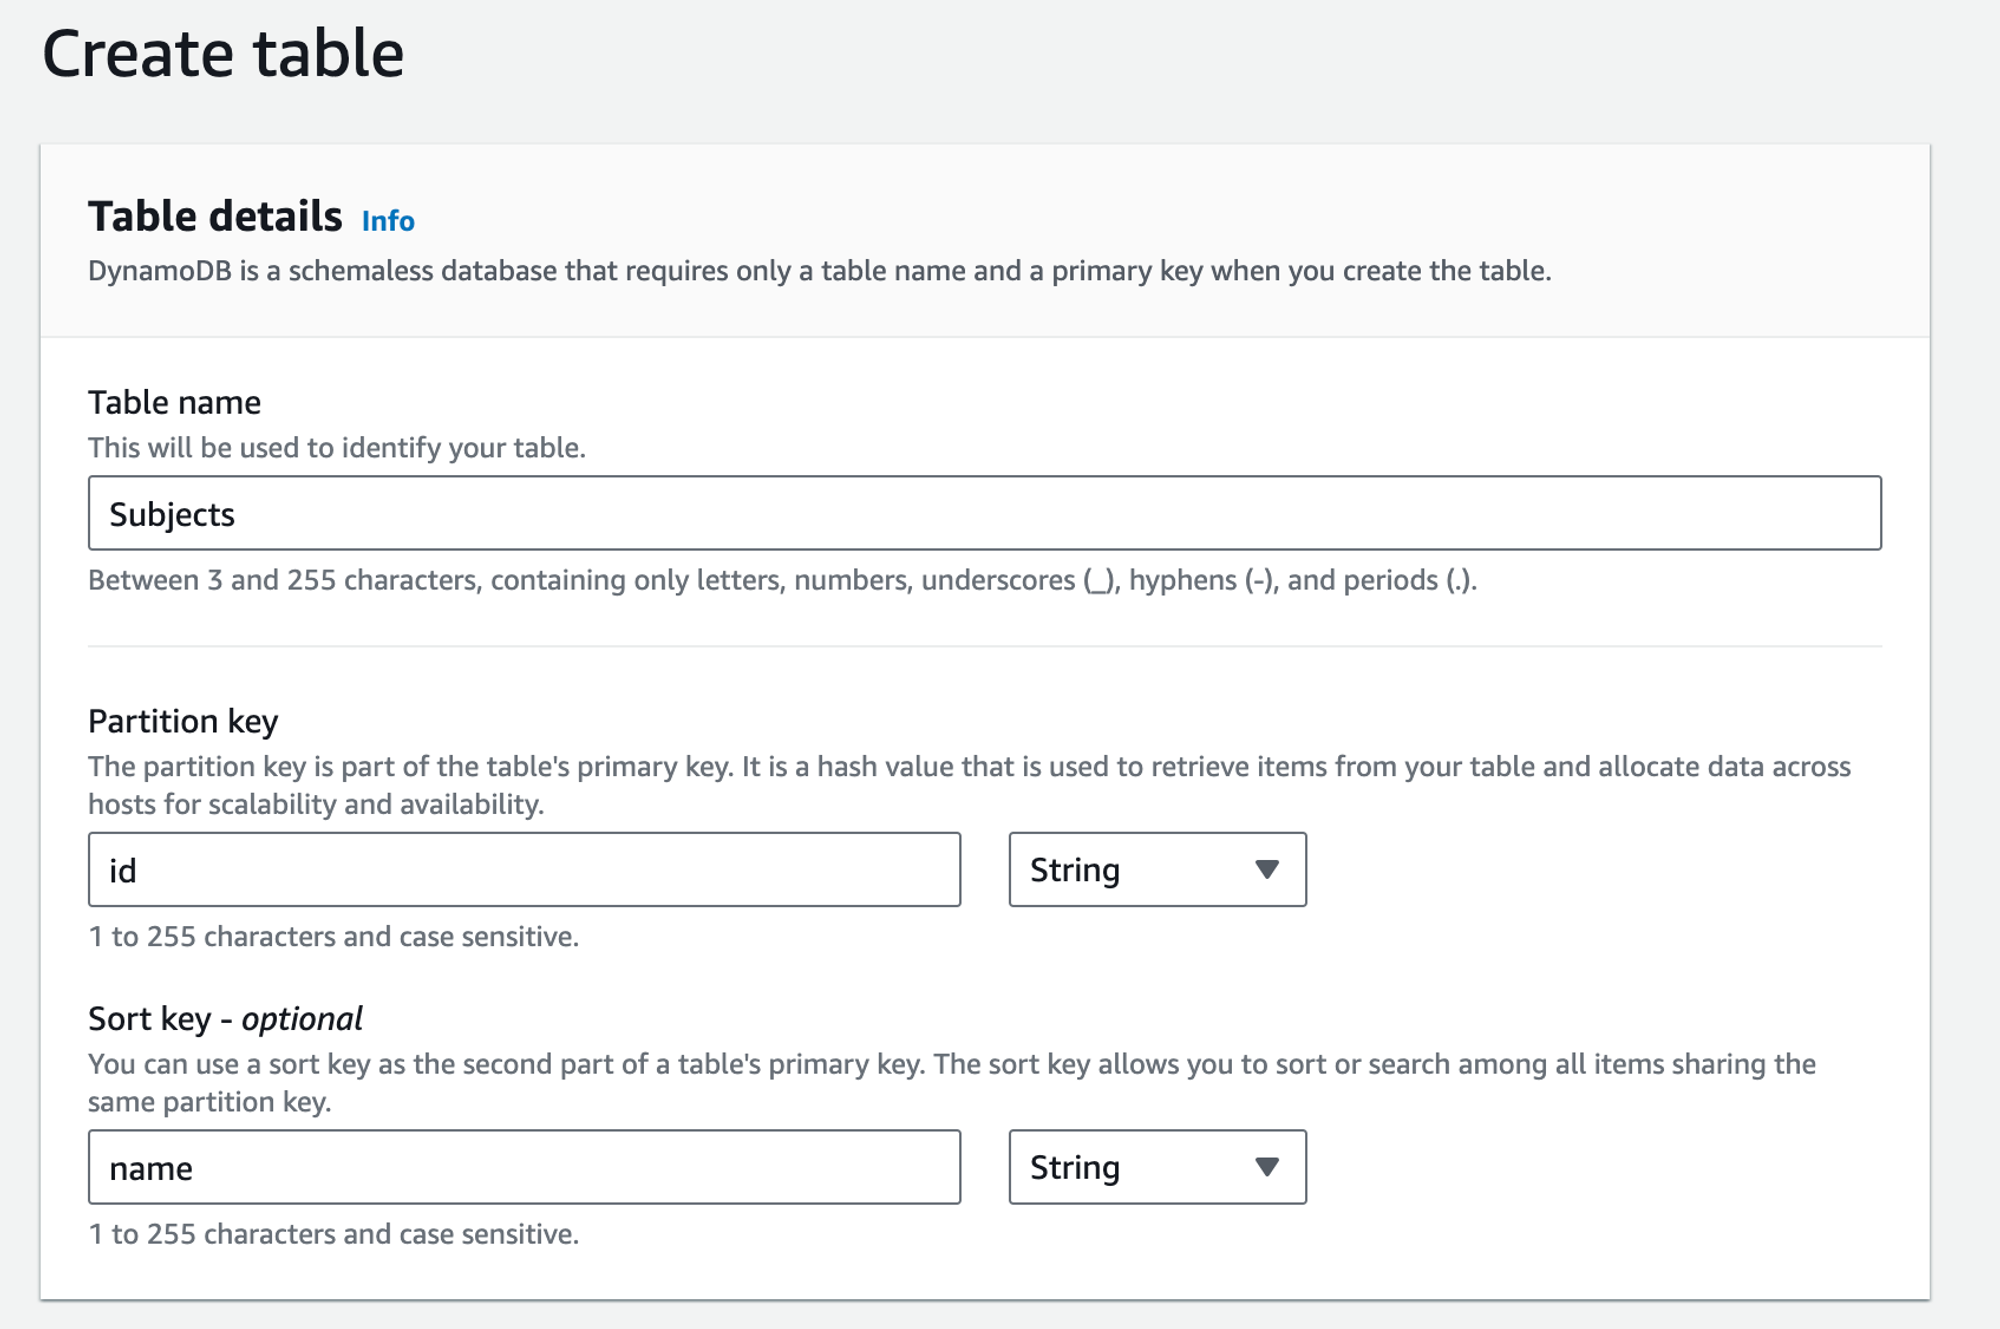 Create table
Table details Info
DynamoDB is a schemaless database that requires only a table name and a primary key when you create the table.
Table name
This will be used to identify your table.
Subjects
Between 3 and 255 characters, containing only letters, numbers, underscores (_), hyphens (-), and periods (.).
Partition key
The partition key is part of the table's primary key. It is a hash value that is used to retrieve items from your table and allocate data across
hosts for scalability and availability.
id String
1 to 255 characters and case sensitive.
Sort key - optional
You can use a sort key as the second part of a table's primary key. The sort key allows you to sort or search among all items sharing the
same partition key.
name String
1 to 255 characters and case sensitive.